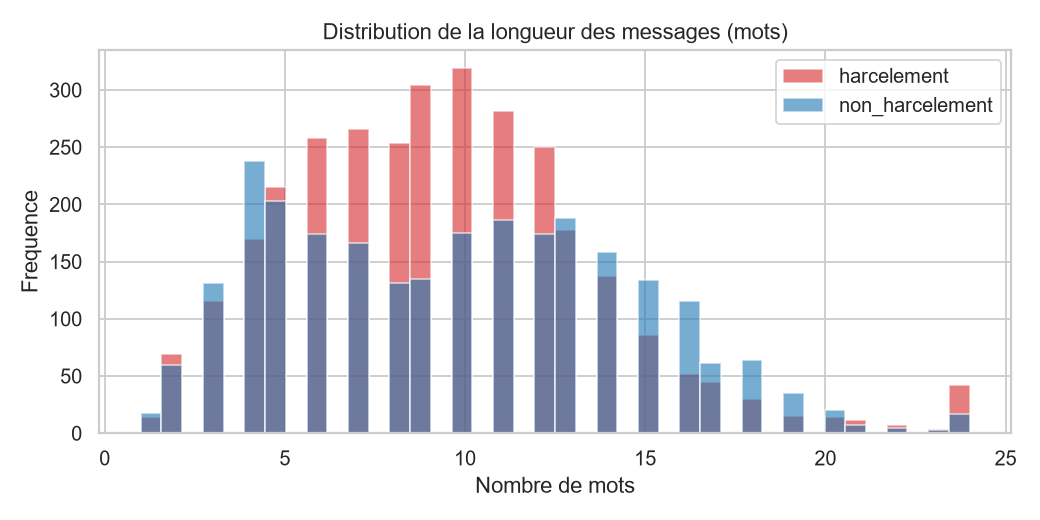 Distribution de la longueur des messages (mots)
harcelement
non_harcelement
Frequence
300
250
200
150
100
50
0
0 5 10 15 20 25
Nombre de mots